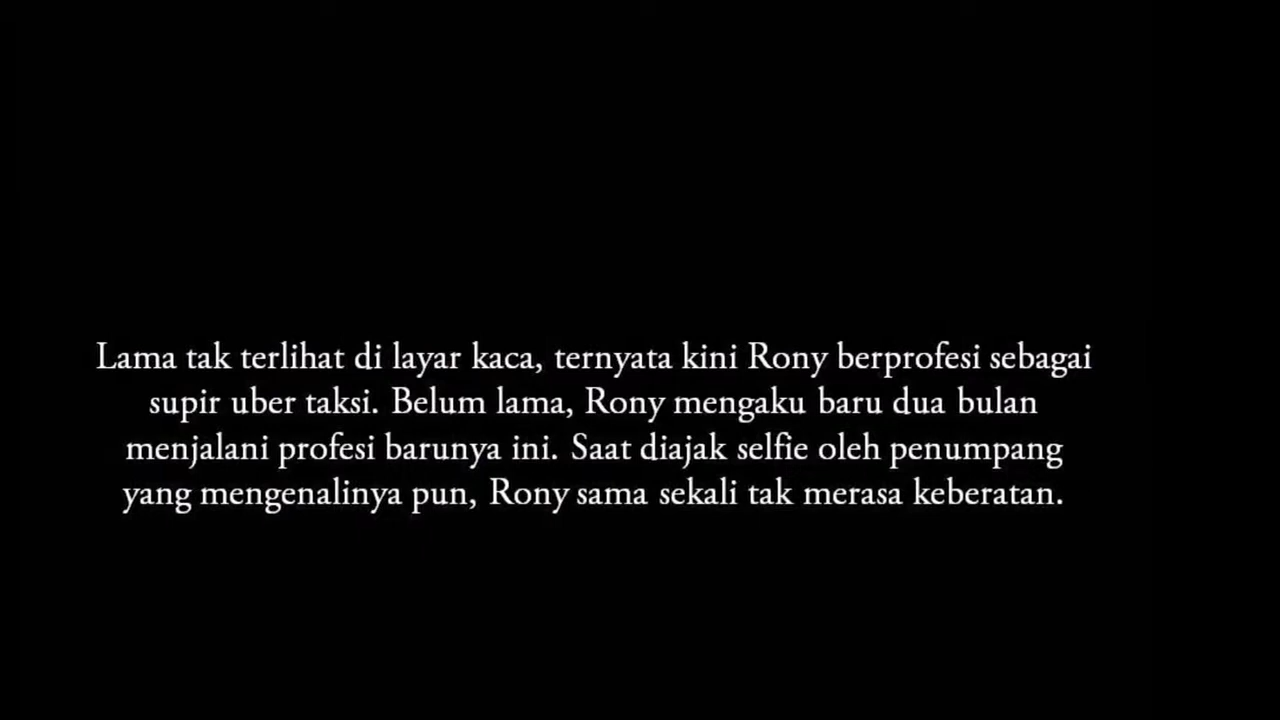 Lama tak terlihat di layar kaca, ternyata kini Rony berprofesi sebagai
supir uber taksi. Belum lama, Rony mengaku baru dua bulan
menjalani profesi barunya ini. Saat diajak selfie oleh penumpang
yang mengenalinya pun, Rony sama sekali tak merasa keberatan.